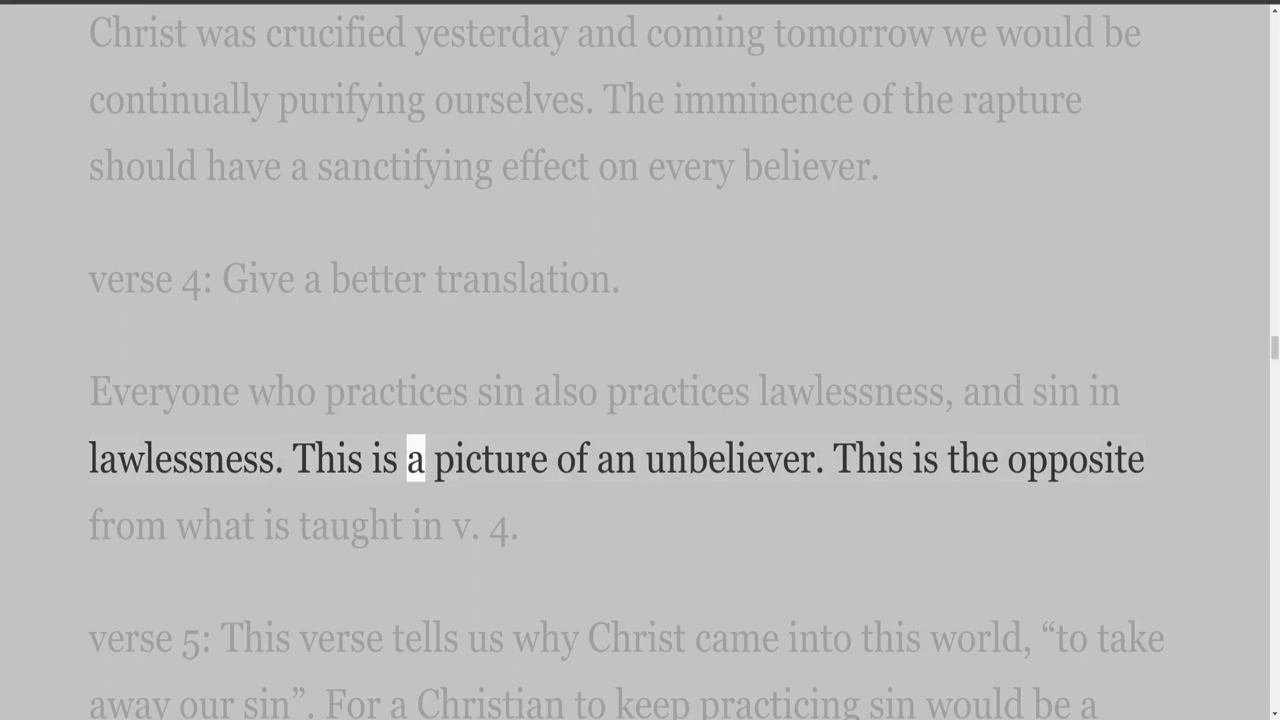 Christ was crucified yesterday and coming tomorrow we would be
continually purifying ourselves. The imminence of the rapture
should have a sanctifying effect on every believer.
verse 4: Give a better translation.
Everyone who practices sin also practices lawlessness, and sin in
lawlessness. This is a picture of an unbeliever. This is the opposite
from what is taught in v. 4.
verse 5: This verse tells us why Christ came into this world, “to take
away our sin”. For a Christian to keep practicing sin would be a